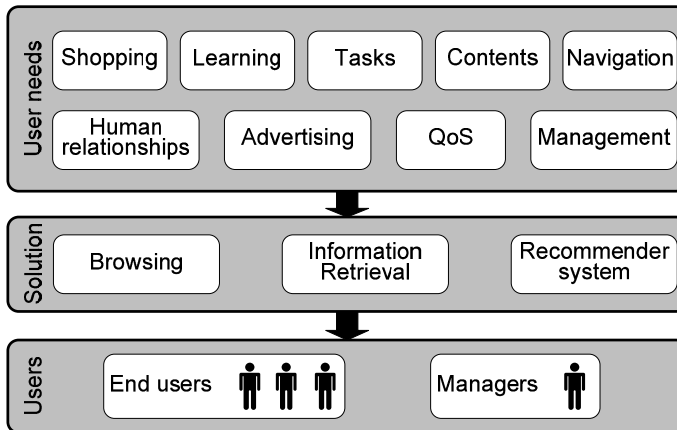 User needs
Shopping
Learning
Tasks
Contents
Navigation
Human
relationships
Advertising
QoS
Management
Solution
Browsing
Information
Retrieval
Recommender
system
Users
End users
Managers